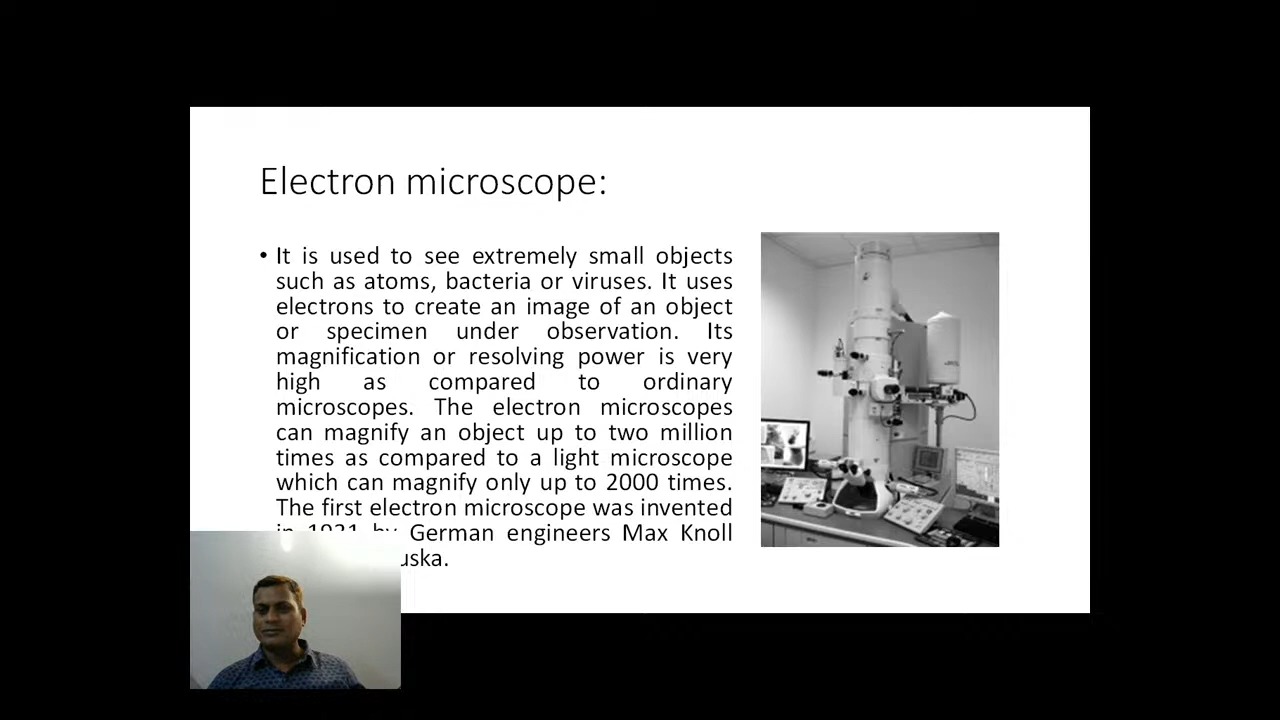 Electron microscope:
• It is used to see extremely small objects
such as atoms, bacteria or viruses. It uses
electrons to create an image of an object
or specimen under observation. Its
magnification or resolving power is very
high as compared to ordinary
microscopes. The electron microscopes
can magnify an object up to two million
times as compared to a light microscope
which can magnify only up to 2000 times.
The first electron microscope was invented
in 1931 by German engineers Max Knoll
uska.